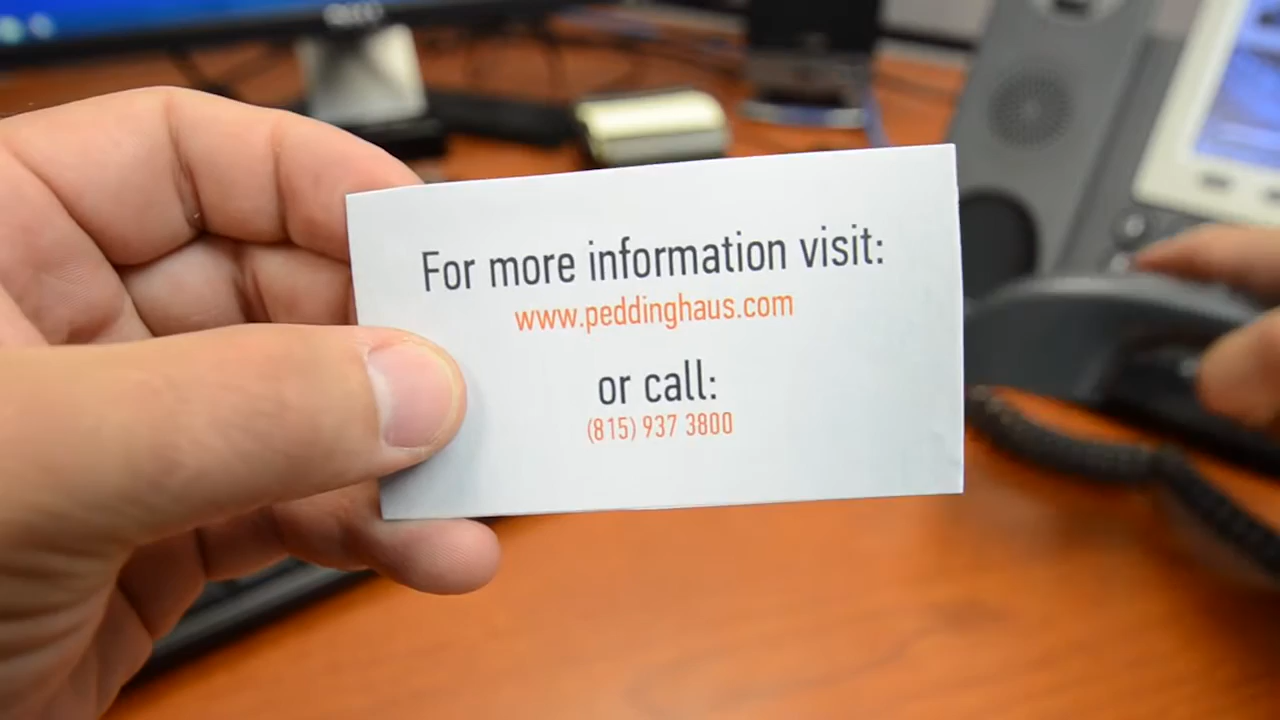 For more information visit:
www.peddinghaus.com
or call:
(815) 937 3800